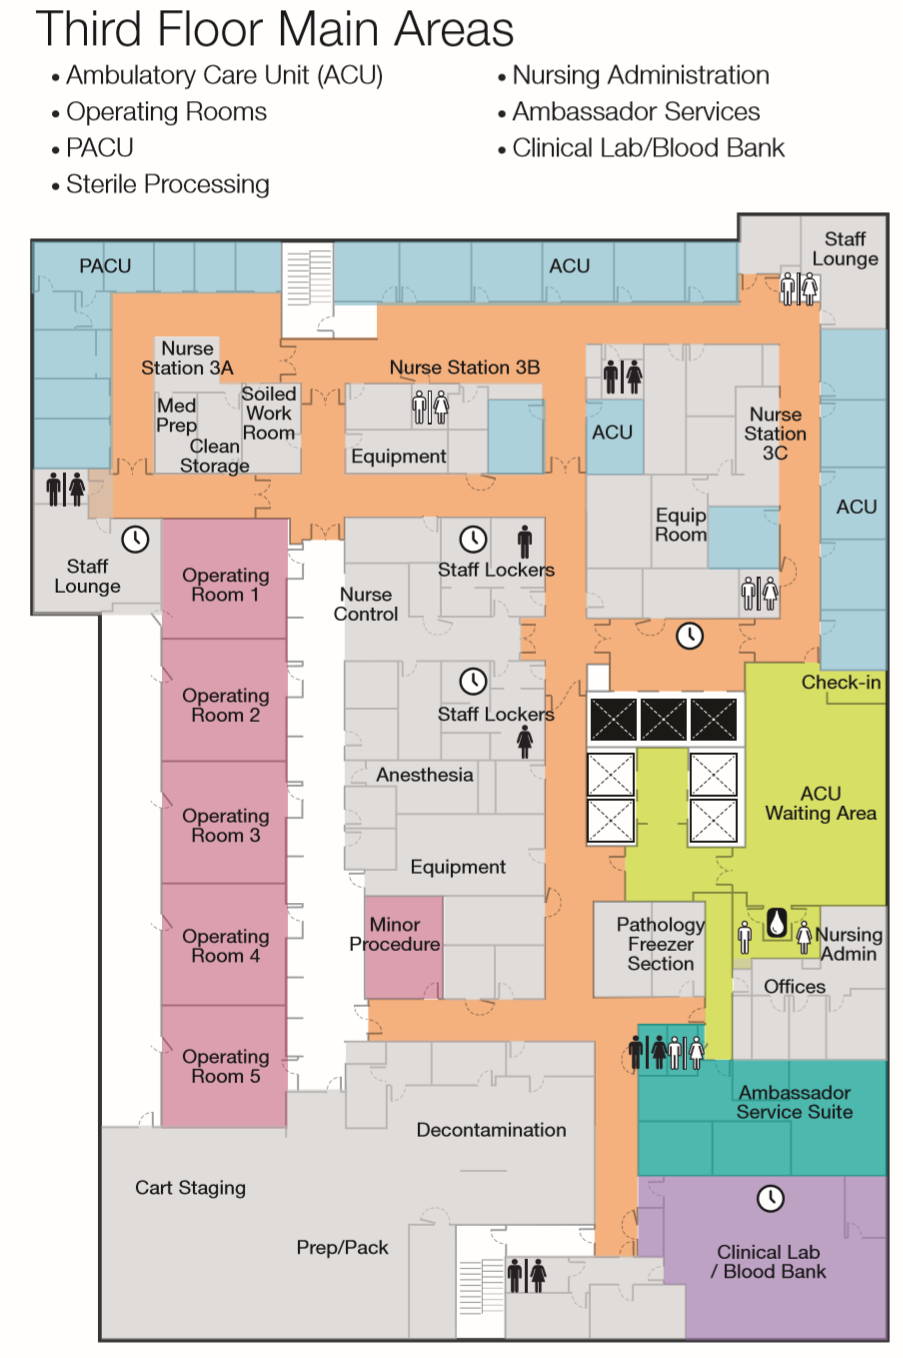 Third Floor Main Areas
• Ambulatory Care Unit (ACU)
• Operating Rooms
• PACU
• Sterile Processing
• Nursing Administration
• Ambassador Services
• Clinical Lab/Blood Bank
Staff
Lounge
PACU
ACU
Nurse
Station 3A
Nurse Station 3B
Med
Prep
Soiled
Work
Room
Clean
Storage
Equipment
ACU
Nurse
Station
3C
ACU
Equip
Room
Staff
Lounge
Operating
Room 1
Staff Lockers
Nurse
Control
Operating
Room 2
Staff Lockers
Check-in
Anesthesia
ACU
Waiting Area
Operating
Room 3
Equipment
Operating
Room 4
Minor
Procedure
Pathology
Freezer
Section
Nursing
Admin
Offices
Operating
Room 5
Ambassador
Service Suite
Decontamination
Cart Staging
Prep/Pack
Clinical Lab
/ Blood Bank